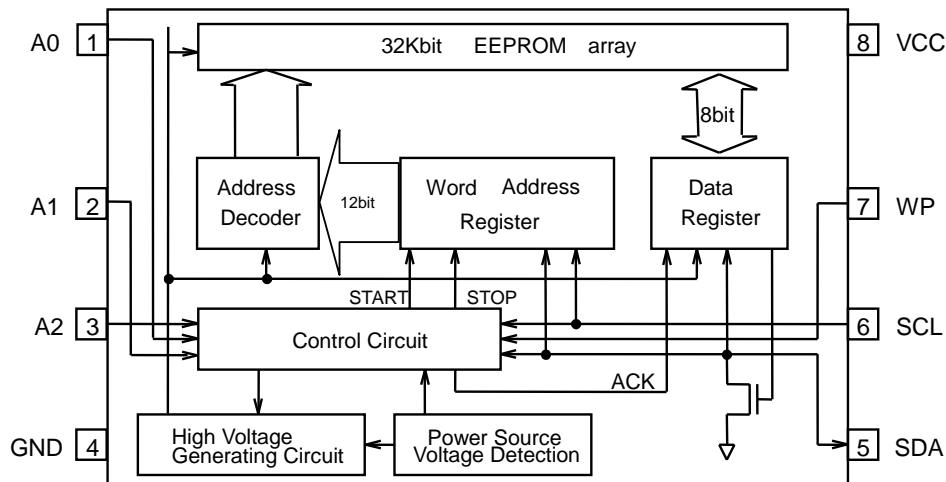 A0
1
32Kbit EEPROM array
8
VCC
8bit
A1
2
Address
Decoder
12bit
Word Address
Register
Data
Register
7
WP
START
STOP
A2
3
Control Circuit
6
SCL
ACK
GND
4
High Voltage
Generating Circuit
Power Source
Voltage Detection
5
SDA